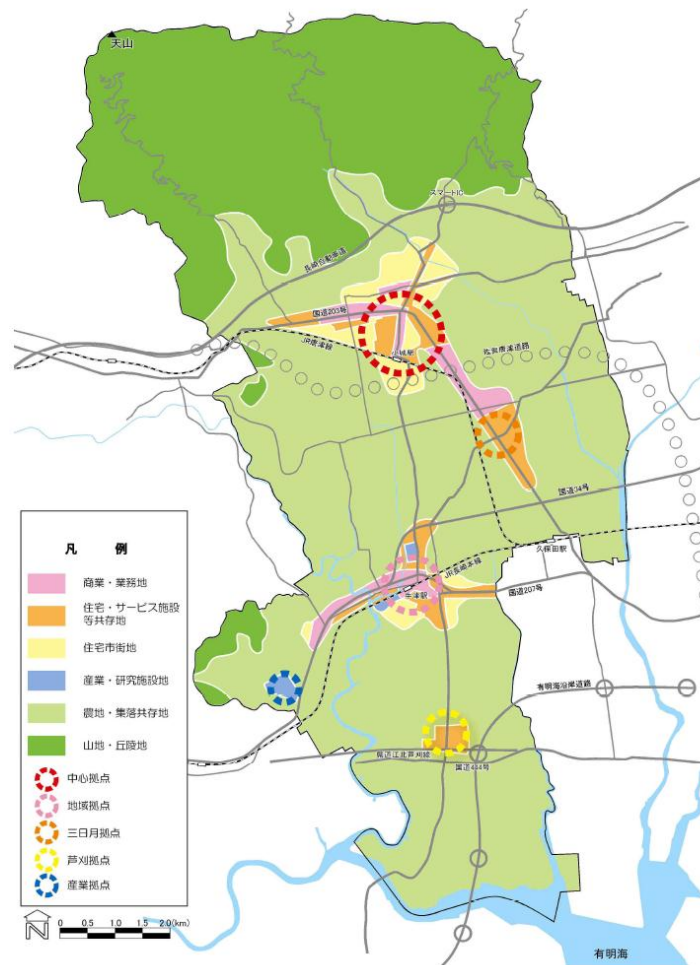 天山
スマートIC
長崎自動車道
国道203号
JR唐津線
小城駅
佐賀唐津道路
国道34号
久保田駅
JR長崎本線
牛津駅
国道207号
有明海沿岸道路
県道江北芦刈線
国道444号
有明海
凡 例
商業・業務地
住宅・サービス施設
等共存地
住宅市街地
産業・研究施設地
農地・集落共存地
山地・丘陵地
中心拠点
地域拠点
三日月拠点
芦刈拠点
産業拠点
N
0 0.5 1.0 1.5 2.0(km)